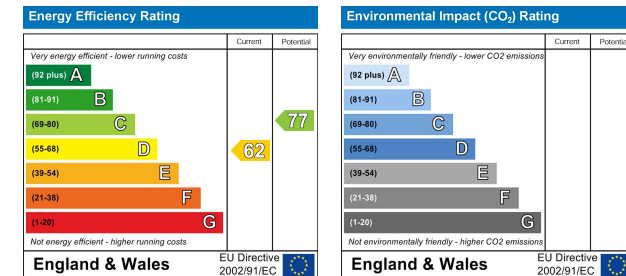 Energy Efficiency Rating
Current Potential
Very energy efficient - lower running costs
(92 plus) A
(81-91) B
(69-80) C
77
(55-68) D
62
(39-54) E
(21-38) F
(1-20) G
Not energy efficient - higher running costs
England & Wales
EU Directive
2002/91/EC
Environmental Impact (CO₂) Rating
Current Potential
Very environmentally friendly - lower CO2 emissions
(92 plus) A
(81-91) B
(69-80) C
(55-68) D
(39-54) E
(21-38) F
(1-20) G
Not environmentally friendly - higher CO2 emissions
England & Wales
EU Directive
2002/91/EC